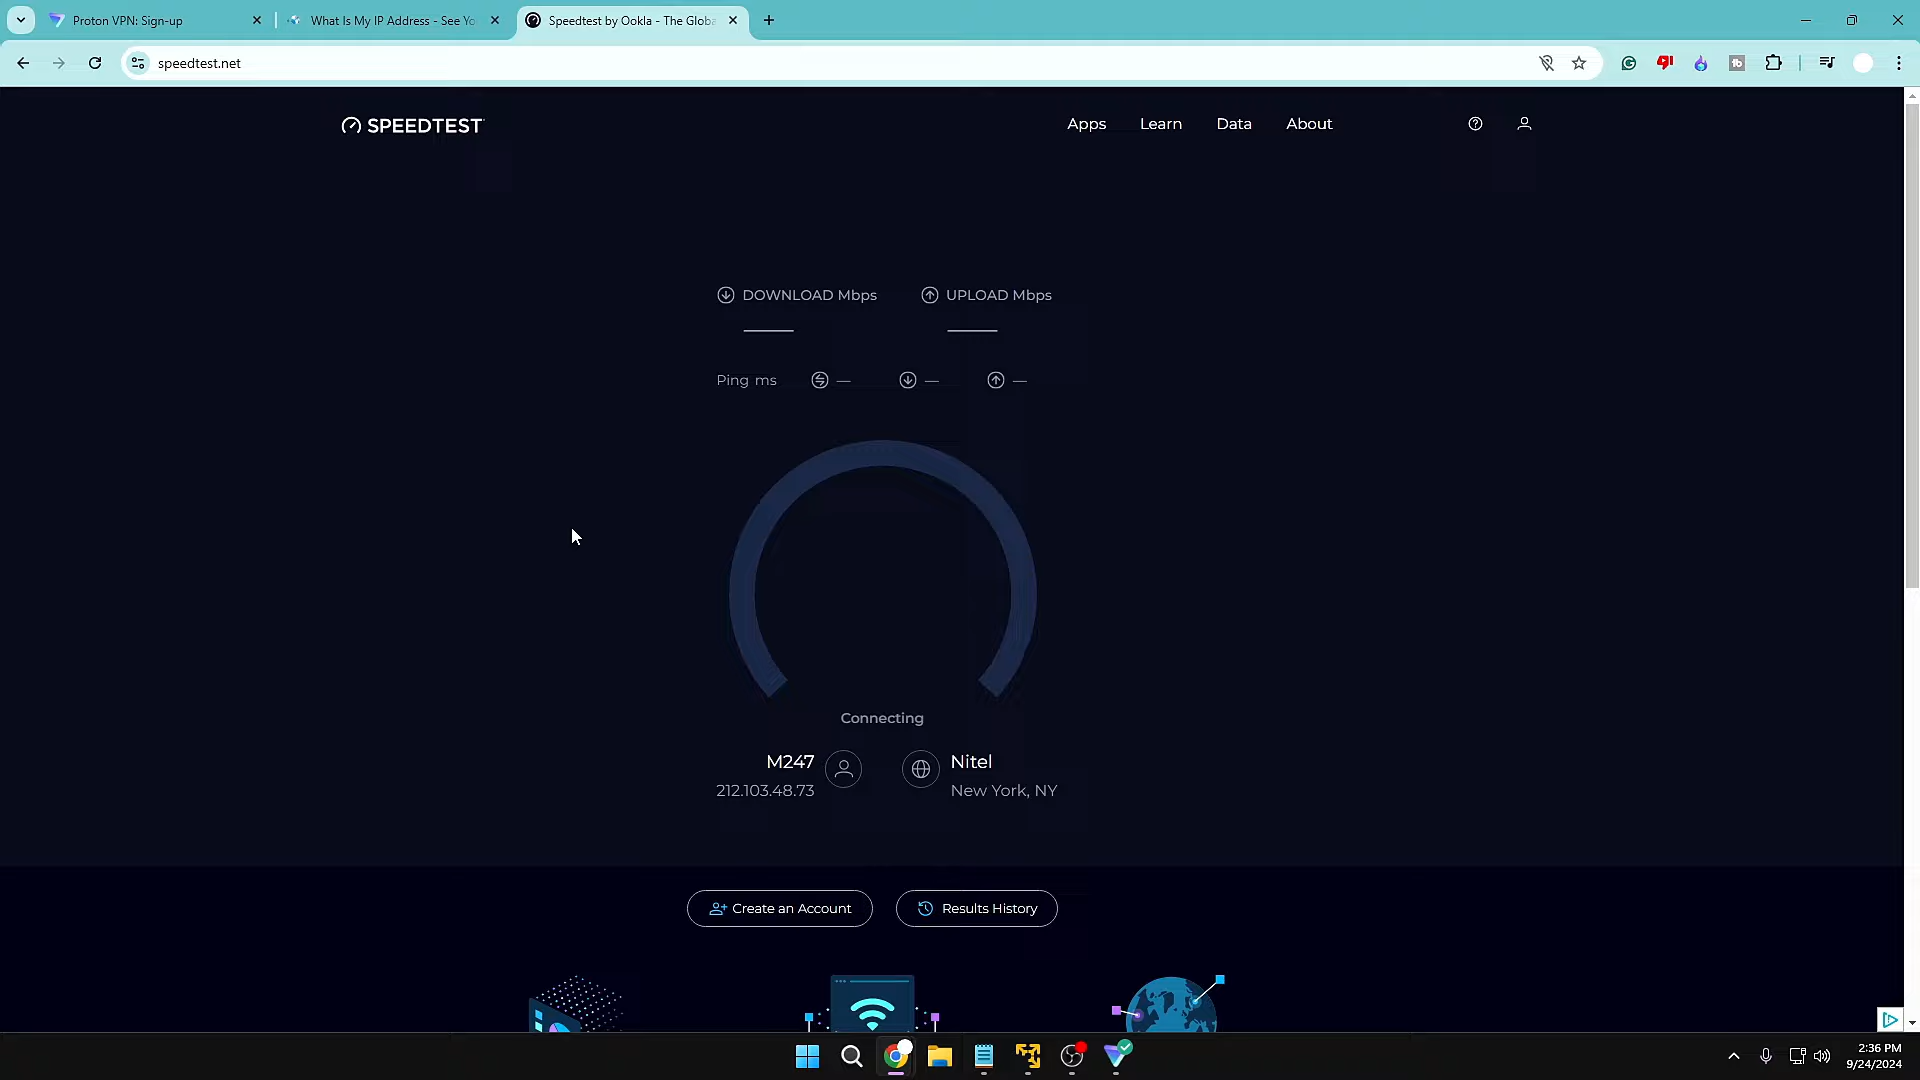 Proton VPN: Sign-up
What Is My IP Address - See Yo
Speedtest by Ookla - The Globa
speedtest.net
SPEEDTEST
Apps
Learn
Data
About
DOWNLOAD Mbps
UPLOAD Mbps
Ping ms
Connecting
M247
212.103.48.73
Nitel
New York, NY
Create an Account
Results History
2:36 PM
9/24/2024